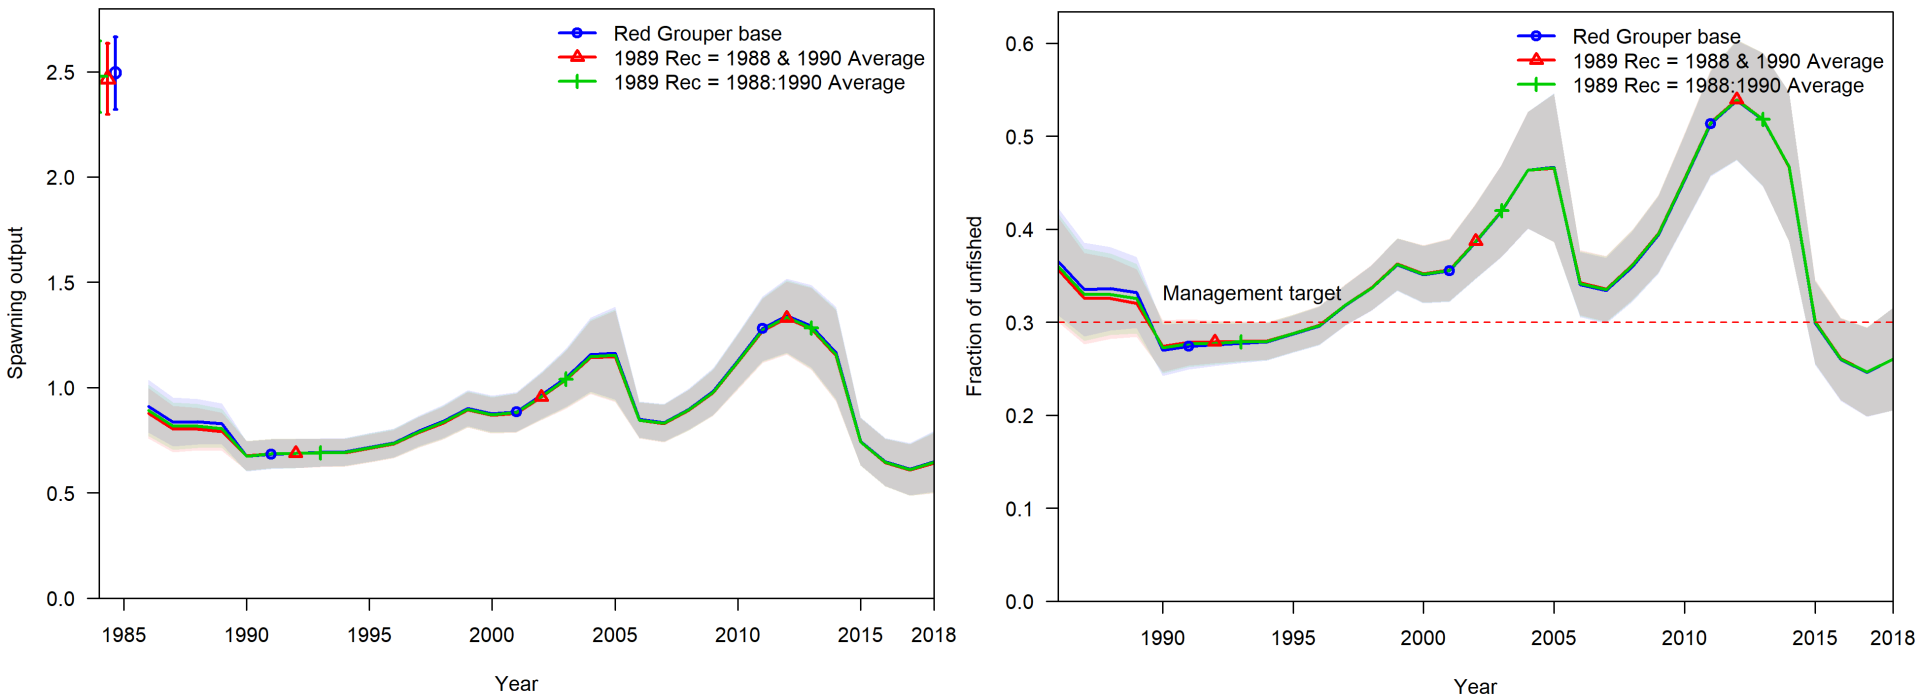 Red Grouper base
1989 Rec = 1988 & 1990 Average
1989 Rec = 1988:1990 Average
Spawning output
2.5
2.0
1.5
1.0
0.5
0.0
1985 1990 1995 2000 2005 2010 2015 2018
Year
Red Grouper base
1989 Rec = 1988 & 1990 Average
1989 Rec = 1988:1990 Average
Fraction of unfished
0.6
0.5
0.4
Management target
0.3
0.2
0.1
0.0
1990 1995 2000 2005 2010 2015 2018
Year